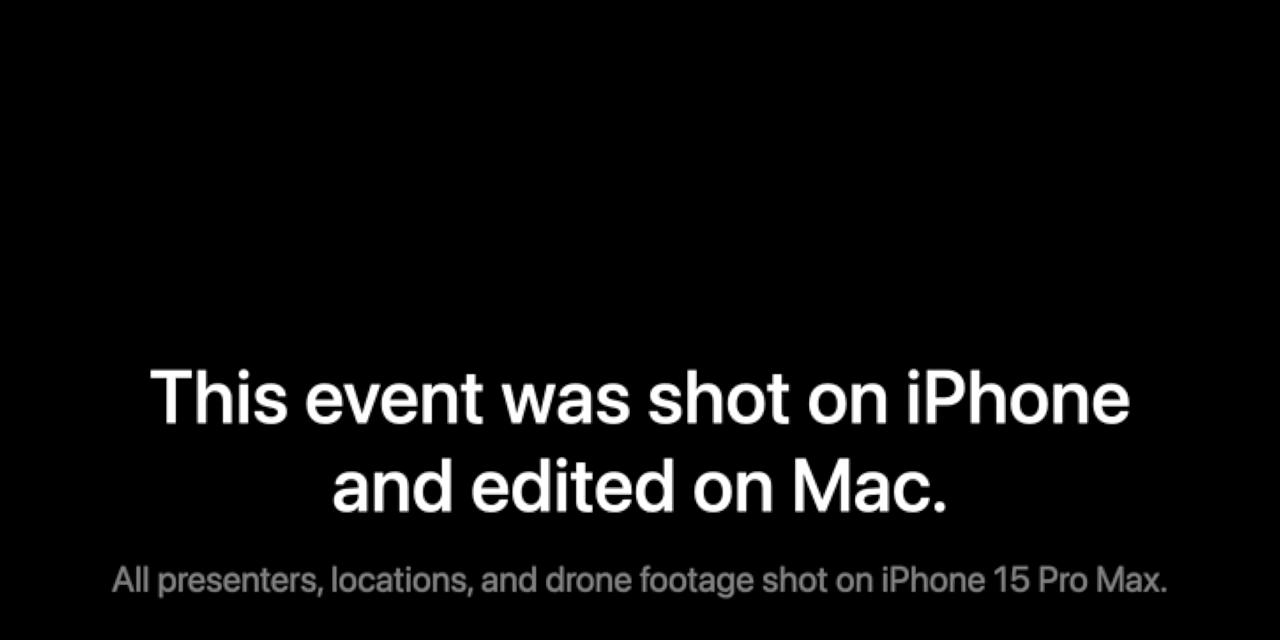 This event was shot on iPhone
and edited on Mac.
All presenters, locations, and drone footage shot on iPhone 15 Pro Max.